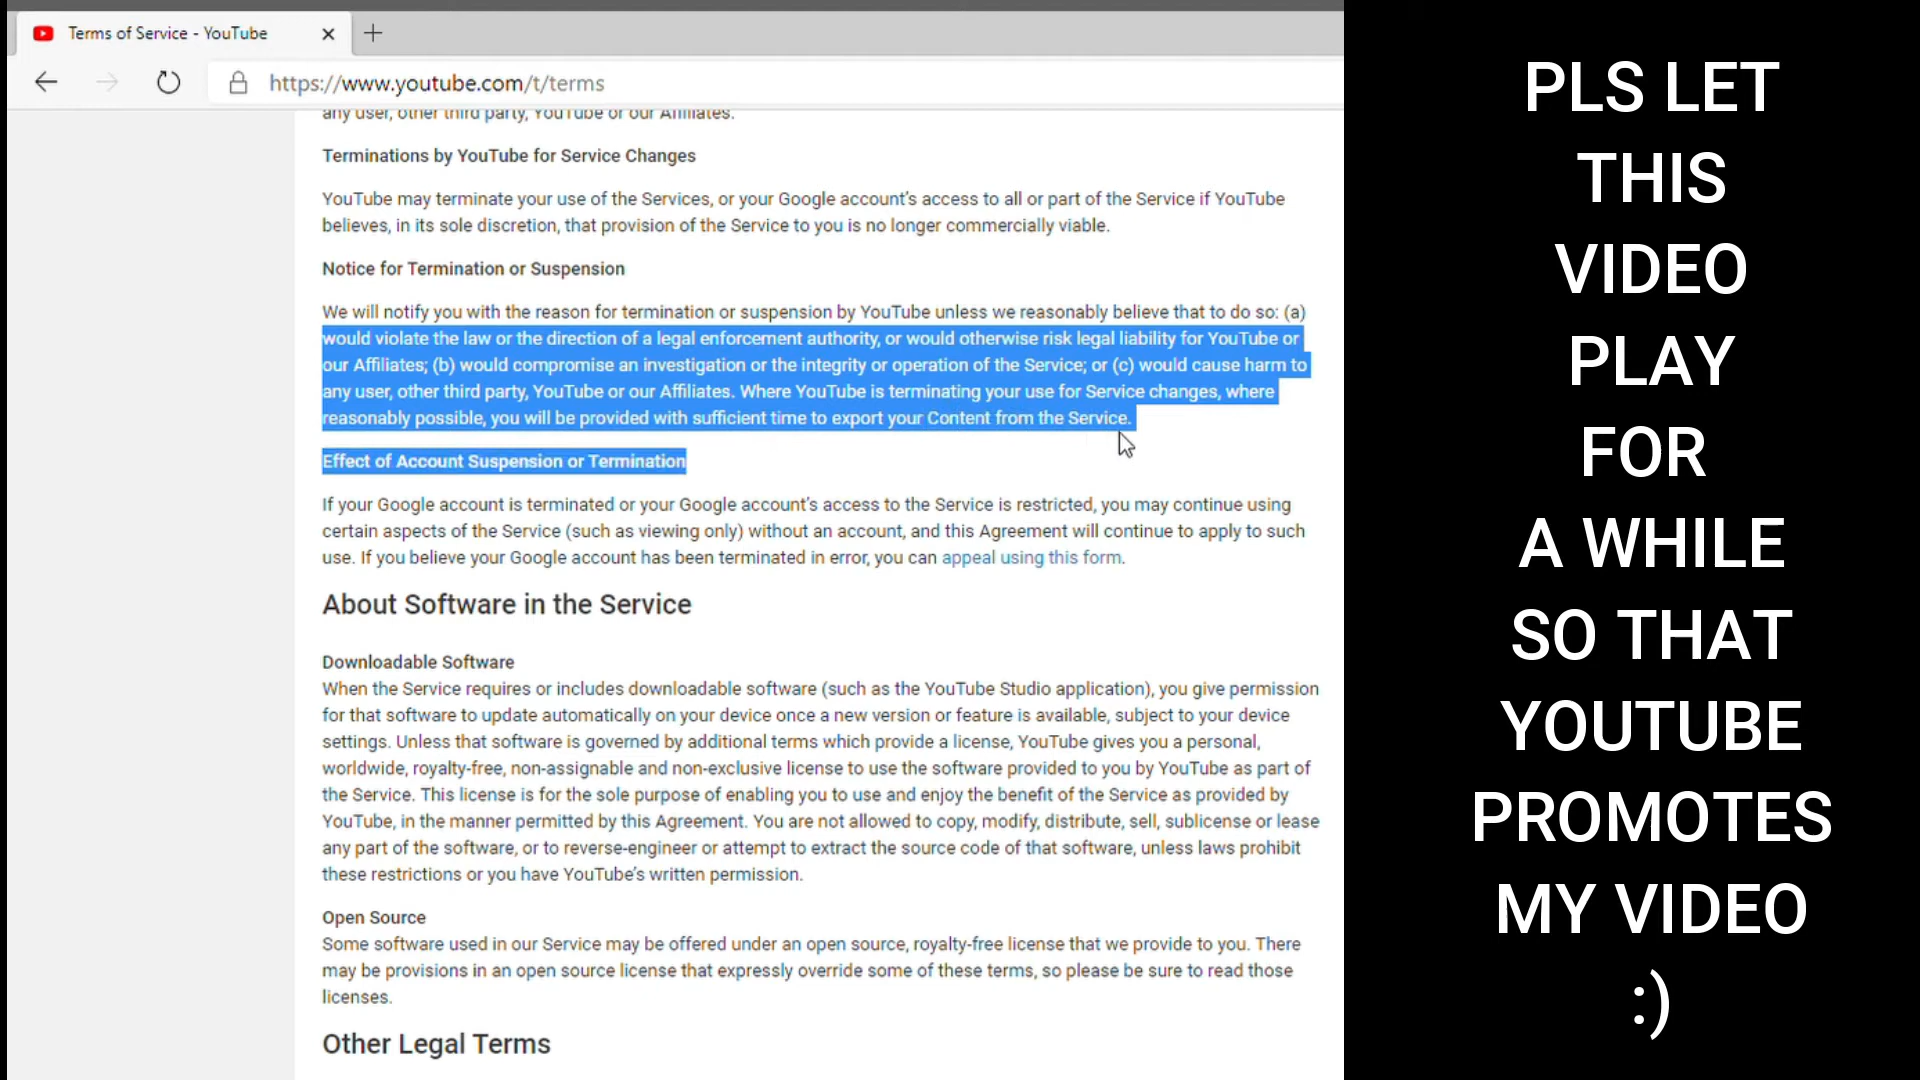 Terms of Service - YouTube
https://www.youtube.com/t/terms
any user, other third party, YouTube or our Affiliates.
Terminations by YouTube for Service Changes
YouTube may terminate your use of the Services, or your Google account's access to all or part of the Service if YouTube
believes, in its sole discretion, that provision of the Service to you is no longer commercially viable.
Notice for Termination or Suspension
We will notify you with the reason for termination or suspension by YouTube unless we reasonably believe that to do so: (a)
would violate the law or the direction of a legal enforcement authority, or would otherwise risk legal liability for YouTube or
our Affiliates; (b) would compromise an investigation or the integrity or operation of the Service; or (c) would cause harm to
any user, other third party, YouTube or our Affiliates. Where YouTube is terminating your use for Service changes, where
reasonably possible, you will be provided with sufficient time to export your Content from the Service.
Effect of Account Suspension or Termination
If your Google account is terminated or your Google account's access to the Service is restricted, you may continue using
certain aspects of the Service (such as viewing only) without an account, and this Agreement will continue to apply to such
use. If you believe your Google account has been terminated in error, you can appeal using this form.
About Software in the Service
Downloadable Software
When the Service requires or includes downloadable software (such as the YouTube Studio application), you give permission
for that software to update automatically on your device once a new version or feature is available, subject to your device
settings. Unless that software is governed by additional terms which provide a license, YouTube gives you a personal,
worldwide, royalty-free, non-assignable and non-exclusive license to use the software provided to you by YouTube as part of
the Service. This license is for the sole purpose of enabling you to use and enjoy the benefit of the Service as provided by
YouTube, in the manner permitted by this Agreement. You are not allowed to copy, modify, distribute, sell, sublicense or lease
any part of the software, or to reverse-engineer or attempt to extract the source code of that software, unless laws prohibit
these restrictions or you have YouTube's written permission.
Open Source
Some software used in our Service may be offered under an open source, royalty-free license that we provide to you. There
may be provisions in an open source license that expressly override some of these terms, so please be sure to read those
licenses.
Other Legal Terms
PLS LET
THIS
VIDEO
PLAY
FOR
A WHILE
SO THAT
YOUTUBE
PROMOTES
MY VIDEO
:)